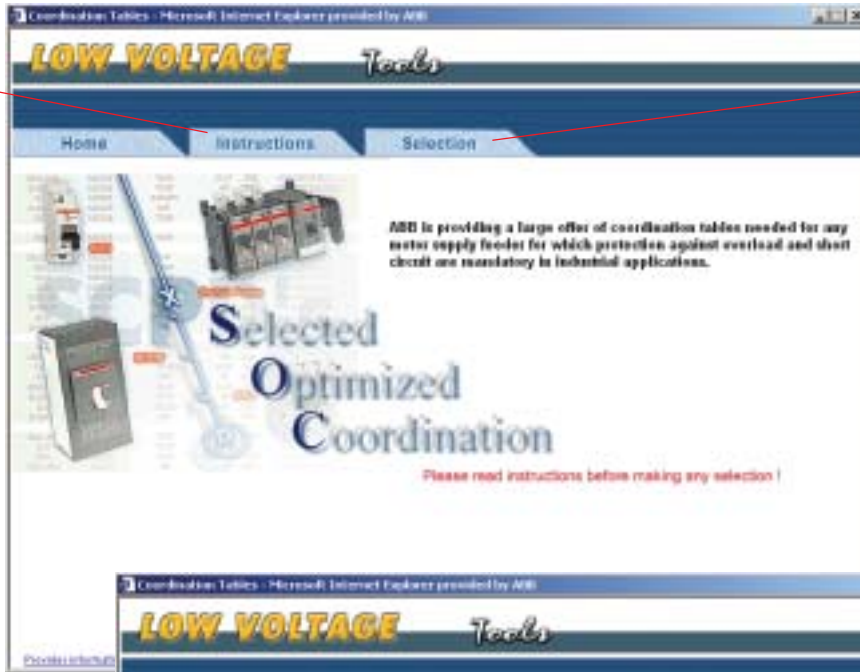 Coordination Tables - Microsoft Internet Explorer provided by ABB
LOW VOLTAGE Tools
Home Instructions Selection
ABB is providing a large offer of coordination tables needed for any
motor supply feeder for which protection against overload and short
circuit are mandatory in industrial applications.
Selected
Optimized
Coordination
Please read instructions before making any selection !
Coordination Tables - Microsoft Internet Explorer provided by ABB
LOW VOLTAGE Tools